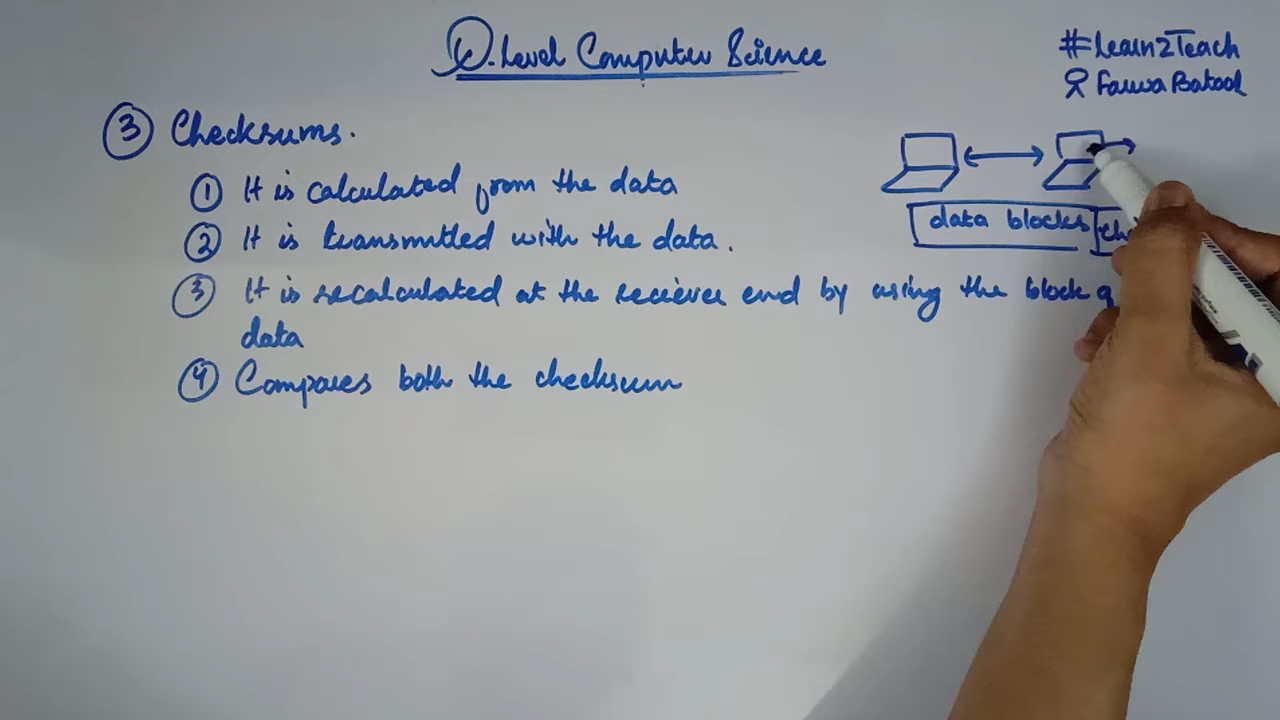 O.Level Computer Science
#Learn2Teach
Farwa Batool
③ Checksums.
① It is calculated from the data
② It is transmitted with the data.
data blocks
③ It is recalculated at the reciever end by using the block
data
④ Compares both the checksum